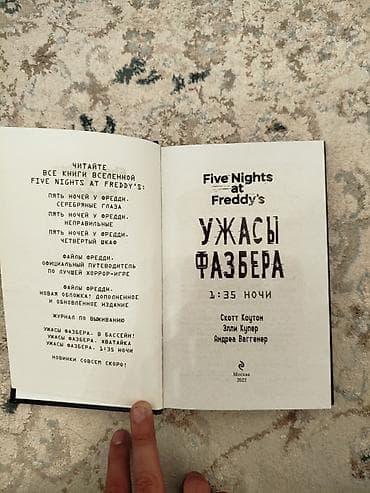 ЧИТАЙТЕ
ВСЕ КНИГИ ВСЕЛЕННОЙ
FIVE NIGHTS AT FREDDY'S:
ПЯТЬ НОЧЕЙ У ФРЕДДИ.
СЕРЕБРЯНЫЕ ГЛАЗА
ПЯТЬ НОЧЕЙ У ФРЕДДИ.
НЕПРАВИЛЬНЫЕ
ПЯТЬ НОЧЕЙ У ФРЕДДИ.
ЧЕТВЁРТЫЙ ШКАФ
ФАЙЛЫ ФРЕДДИ.
ОФИЦИАЛЬНЫЙ ПУТЕВОДИТЕЛЬ
ПО ЛУЧШЕЙ ХОРРОР-ИГРЕ
ФАЙЛЫ ФРЕДДИ.
НОВАЯ ОБЛОЖКА! ДОПОЛНЕННОЕ
И ОБНОВЛЁННОЕ ИЗДАНИЕ
ЖУРНАЛ ПО ВЫЖИВАНИЮ
УЖАСЫ ФАЗБЕРА. В БАССЕЙН!
УЖАСЫ ФАЗБЕРА. ХВАТАЙКА
УЖАСЫ ФАЗБЕРА. 1:35 НОЧИ
НОВИНКИ СОВСЕМ СКОРО!
Five Nights
at
Freddy's
УЖАСЫ
ФАЗБЕРА
1:35 НОЧИ
Скотт Коутон
Элли Купер
Андреа Ваггенер
Москва
2022